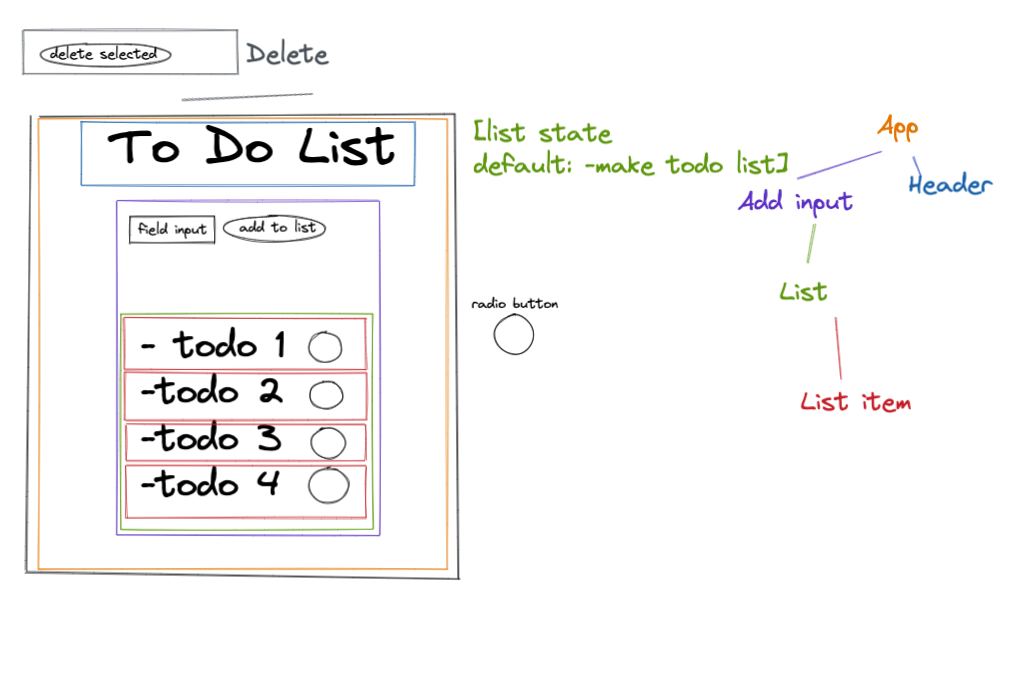 delete selected
Delete
To Do List
[list state
default: -make todo list]
App
Header
Add input
field input
add to list
List
radio button
- todo 1
-todo 2
-todo 3
-todo 4
List item